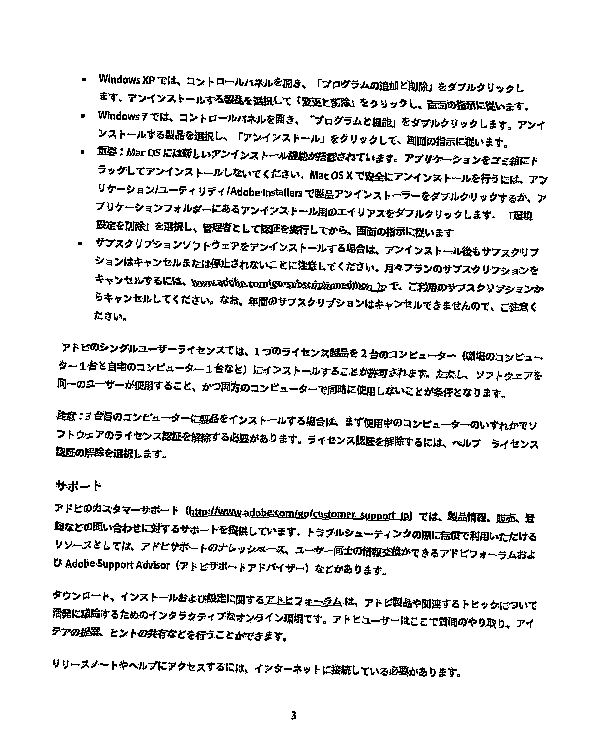 • Windows XP では、コントロールパネルを開き、「プログラムの追加と削除」をダブルクリックし
ます。アンインストールする製品を選択して「変更と削除」をクリックし、画面の指示に従います。
• Windows 7 では、コントロールパネルを開き、「プログラムと機能」をダブルクリックします。アンイ
ンストールする製品を選択し、「アンインストール」をクリックして、画面の指示に従います。
• 重要：Mac OS には新しいアンインストール機能が搭載されています。アプリケーションをゴミ箱にド
ラッグしてアンインストールしないでください。Mac OS X で安全にアンインストールを行うには、アプ
リケーション/ユーティリティ/Adobe Installers で製品アンインストーラーをダブルクリックするか、ア
プリケーションフォルダーにあるアンインストール用のエイリアスをダブルクリックします。「環境
設定を削除」を選択し、管理者として認証を実行してから、画面の指示に従います
• サブスクリプションソフトウェアをアンインストールする場合は、アンインストール後もサブスクリプ
ションはキャンセルまたは停止されないことに注意してください。月々プランのサブスクリプションを
キャンセルするには、 で、ご利用のサブスクリプションか
らキャンセルしてください。なお、年間のサブスクリプションはキャンセルできませんので、ご注意く
ださい。
アドビのシングルユーザーライセンスでは、1 つのライセンス製品を 2 台のコンピューター（職場のコンピュー
ター 1 台と自宅のコンピューター 1 台など）にインストールすることが許可されます。ただし、ソフトウェアを
同一のユーザーが使用すること、かつ両方のコンピューターで同時に使用しないことが条件となります。
注意：3 台目のコンピューターに製品をインストールする場合は、まず使用中のコンピューターのいずれかでソ
フトウェアのライセンス認証を解除する必要があります。ライセンス認証を解除するには、ヘルプ ライセンス
認証の解除を選択します。
サポート
アドビのカスタマーサポート（http://www.adobe.com/go/customer_support_jp）では、製品情報、販売、登
録などの問い合わせに対するサポートを提供しています。トラブルシューティングの際に無償で利用いただける
リソースとしては、アドビサポートのナレッジベース、ユーザー同士の情報交換ができるアドビフォーラムおよ
び Adobe Support Advisor（アドビサポートアドバイザー）などがあります。
ダウンロード、インストールおよび設定に関するアドビフォーラムは、アドビ製品や関連するトピックについて
活発に議論するためのインタラクティブなオンライン環境です。アドビユーザーはここで質問のやり取り、アイ
デアの提案、ヒントの共有などを行うことができます。
リリースノートやヘルプにアクセスするには、インターネットに接続している必要があります。
3